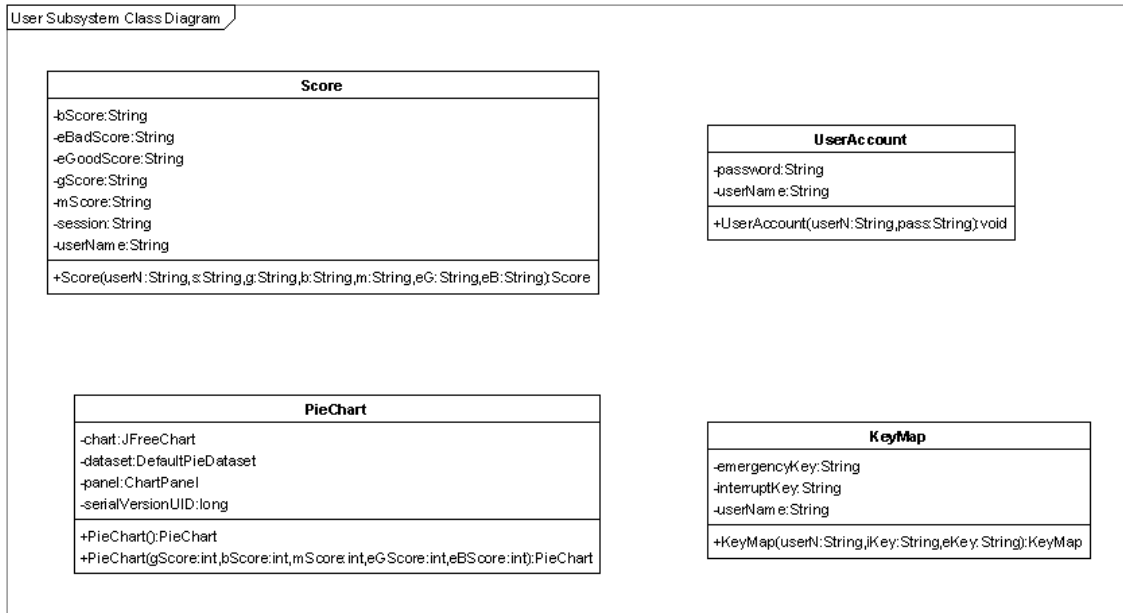 User Subsystem Class Diagram
Score
-bScore:String
-eBadScore:String
-eGoodScore:String
-gScore:String
-mScore:String
-session:String
-userName:String
+Score(userN:String,s:String,g:String,b:String,m:String,eG:String,eB:String):Score
UserAccount
-password:String
-userName:String
+UserAccount(userN:String,pass:String):void
PieChart
-chart:JFreeChart
-dataset:DefaultPieDataset
-panel:ChartPanel
-serialVersionUID:long
+PieChart():PieChart
+PieChart(gScore:int,bScore:int,mScore:int,eGScore:int,eBScore:int):PieChart
KeyMap
-emergencyKey:String
-interruptKey:String
-userName:String
+KeyMap(userN:String,iKey:String,eKey:String):KeyMap